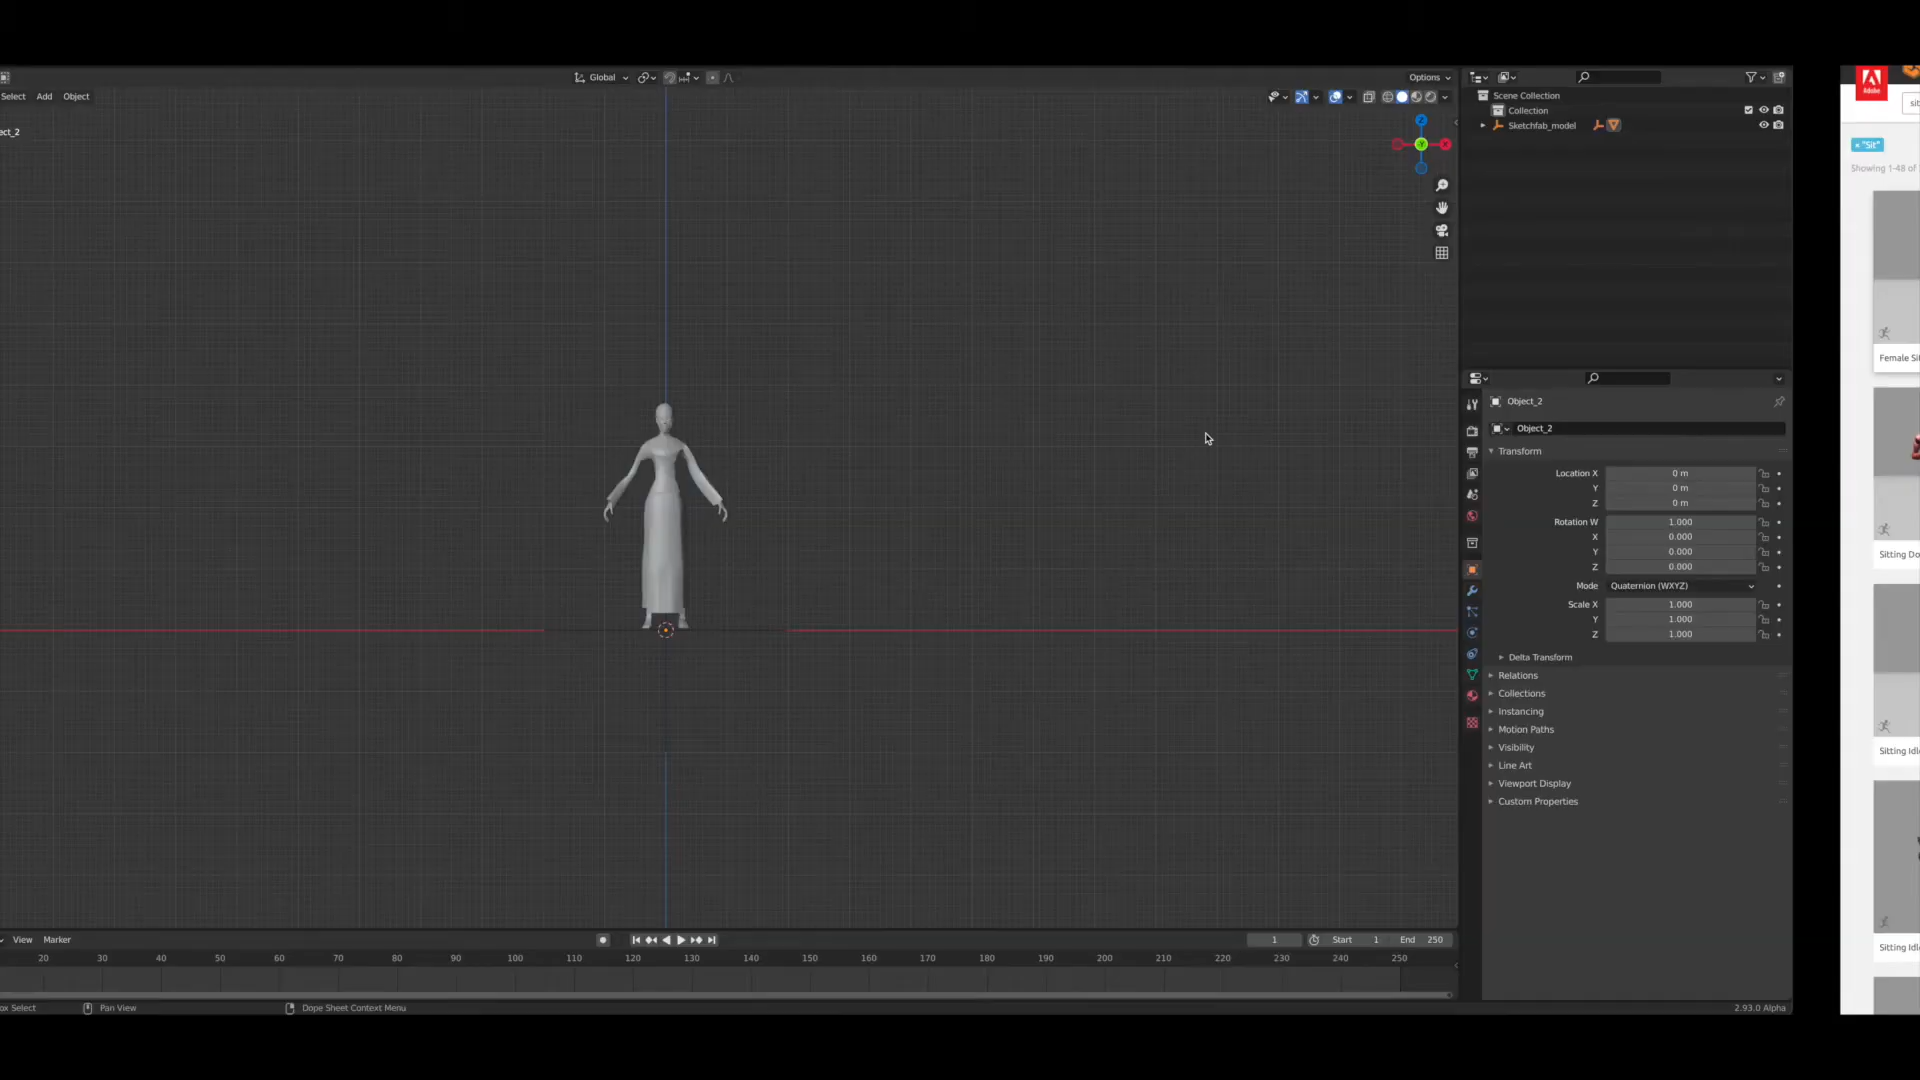 Global
Options
Select Add Object
ect_2
Scene Collection
Collection
Sketchfab_model
Z
Y
X
Object_2
Object_2
Transform
Location X 0 m
Y 0 m
Z 0 m
Rotation W 1.000
X 0.000
Y 0.000
Z 0.000
Mode Quaternion (WXYZ)
Scale X 1.000
Y 1.000
Z 1.000
Delta Transform
Relations
Collections
Instancing
Motion Paths
Visibility
Line Art
Viewport Display
Custom Properties
View Marker
1 Start 1 End 250
20 30 40 50 60 70 80 90 100 110 120 130 140 150 160 170 180 190 200 210 220 230 240 250
ox Select Pan View Dope Sheet Context Menu
2.93.0 Alpha
Adobe
sit
× "Sit"
Showing 1-48 of
Female Sit
Sitting Do
Sitting Idl
Sitting Idl